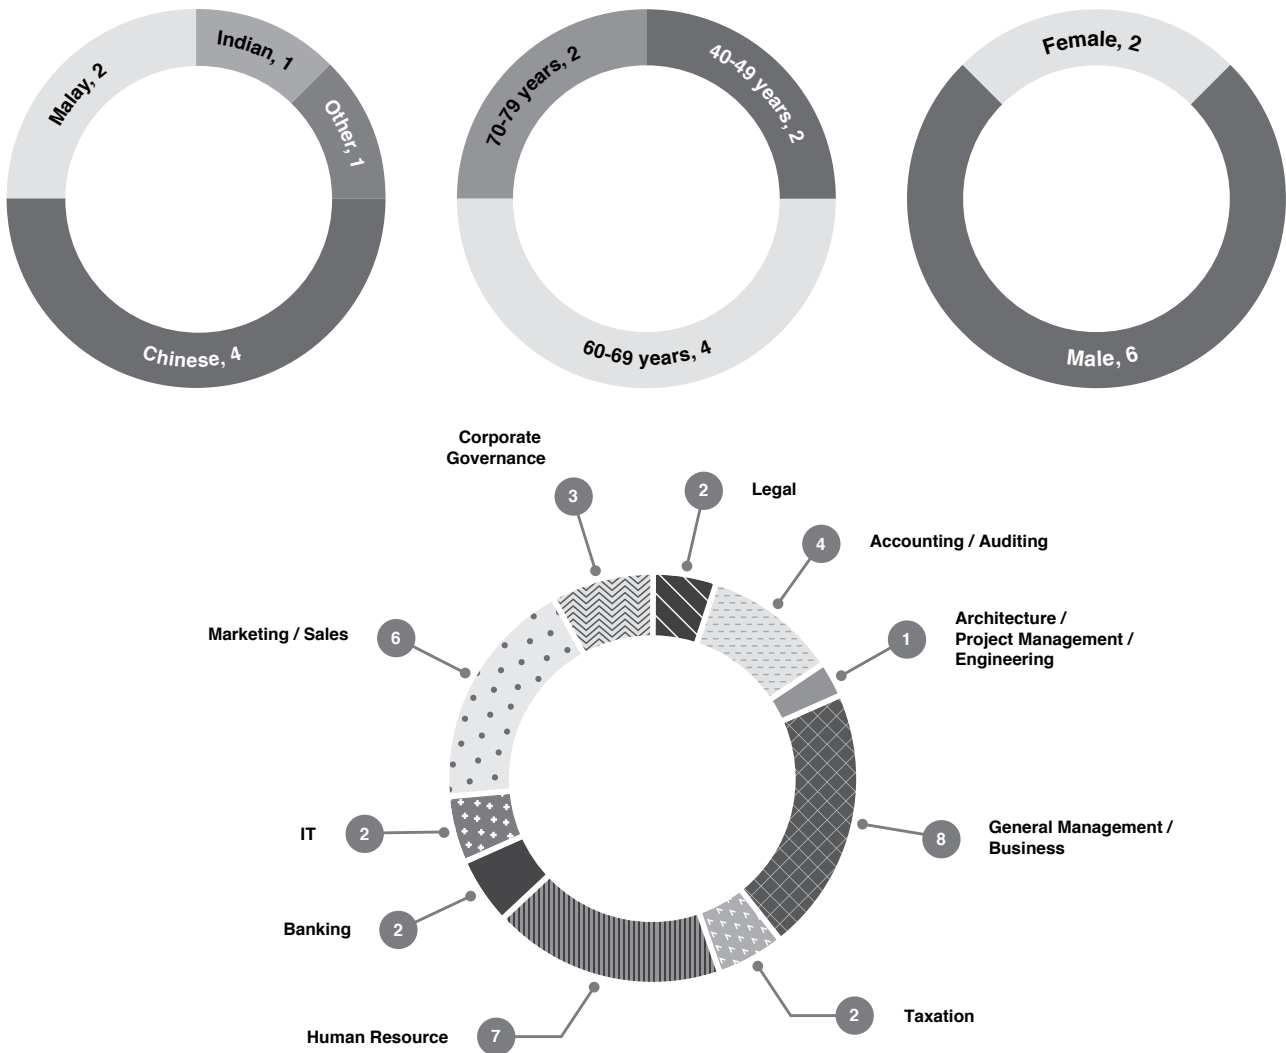 Malay, 2
Indian, 1
Other, 1
Chinese, 4
70-79 years, 2
40-49 years, 2
60-69 years, 4
Female, 2
Male, 6
Corporate
Governance
3
2
Legal
4
Accounting / Auditing
1
Architecture /
Project Management /
Engineering
Marketing / Sales
6
8
General Management /
Business
IT
2
Banking
2
2
Taxation
Human Resource
7